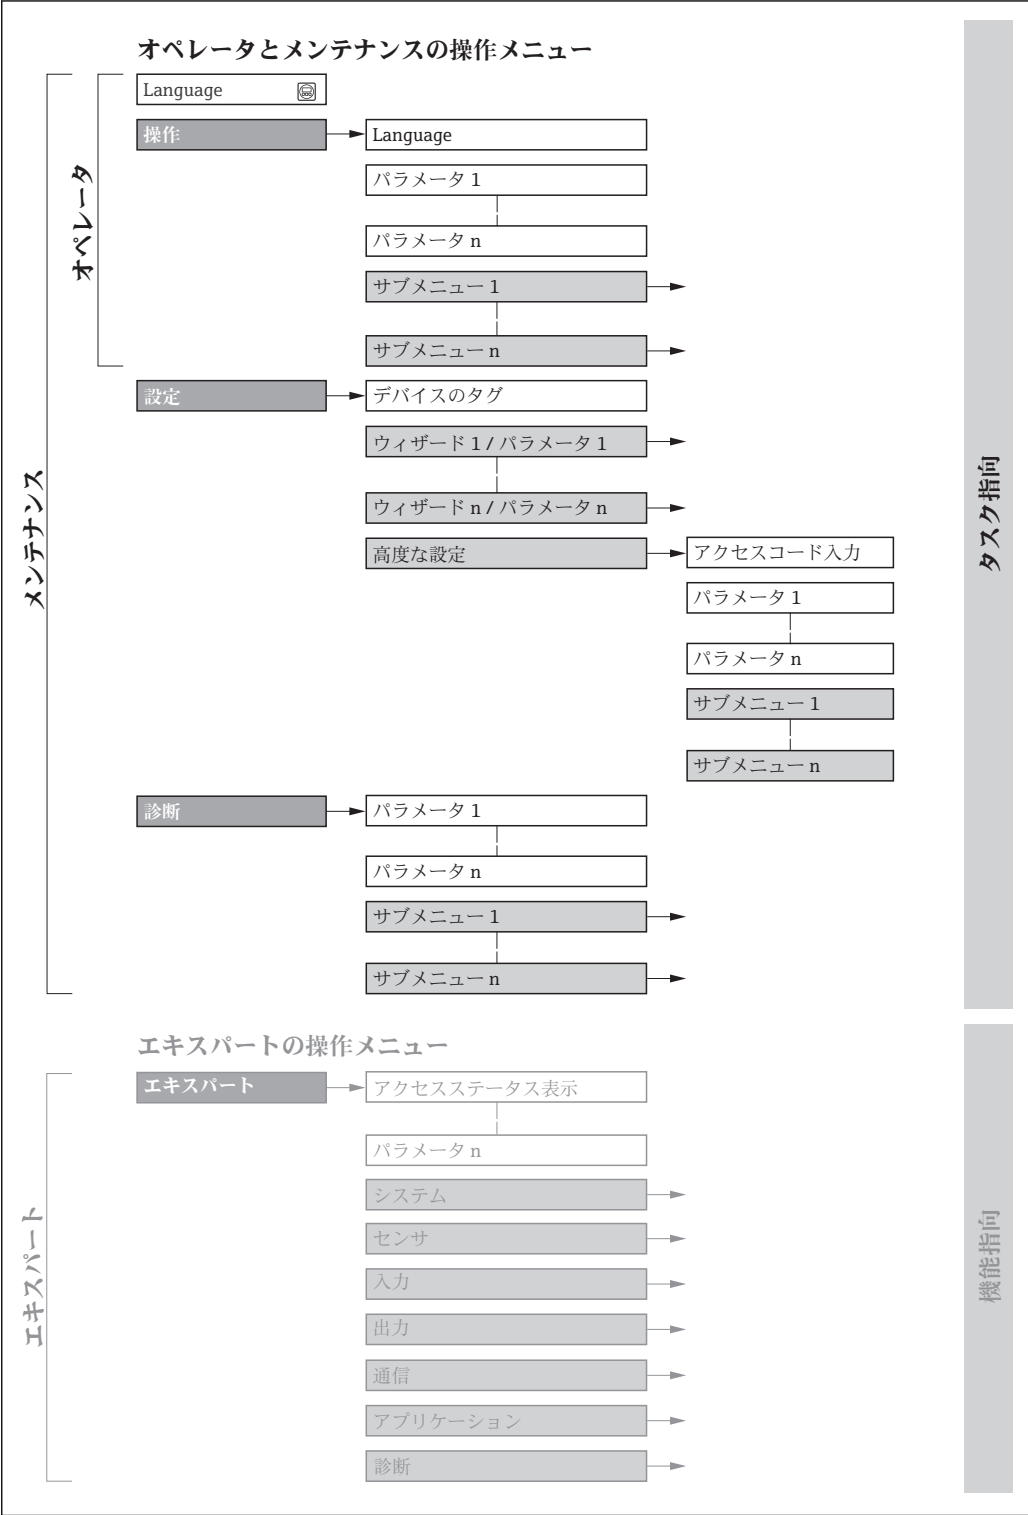 オペレータとメンテナンスの操作メニュー
Language
操作
Language
パラメータ 1
パラメータ n
サブメニュー 1
サブメニュー n
オペレータ
設定
デバイスのタグ
ウィザード 1 / パラメータ 1
ウィザード n / パラメータ n
高度な設定
アクセスコード入力
パラメータ 1
パラメータ n
サブメニュー 1
サブメニュー n
メンテナンス
タスク指向
診断
パラメータ 1
パラメータ n
サブメニュー 1
サブメニュー n
エキスパートの操作メニュー
エキスパート
アクセスステータス表示
パラメータ n
システム
センサ
入力
出力
通信
アプリケーション
診断
エキスパート
機能指向